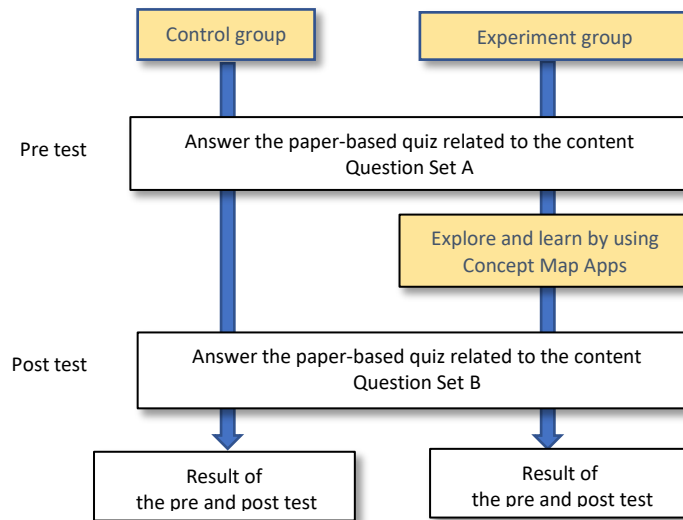 Control group
Experiment group
Pre test
Answer the paper-based quiz related to the content
Question Set A
Explore and learn by using
Concept Map Apps
Post test
Answer the paper-based quiz related to the content
Question Set B
Result of
the pre and post test
Result of
the pre and post test